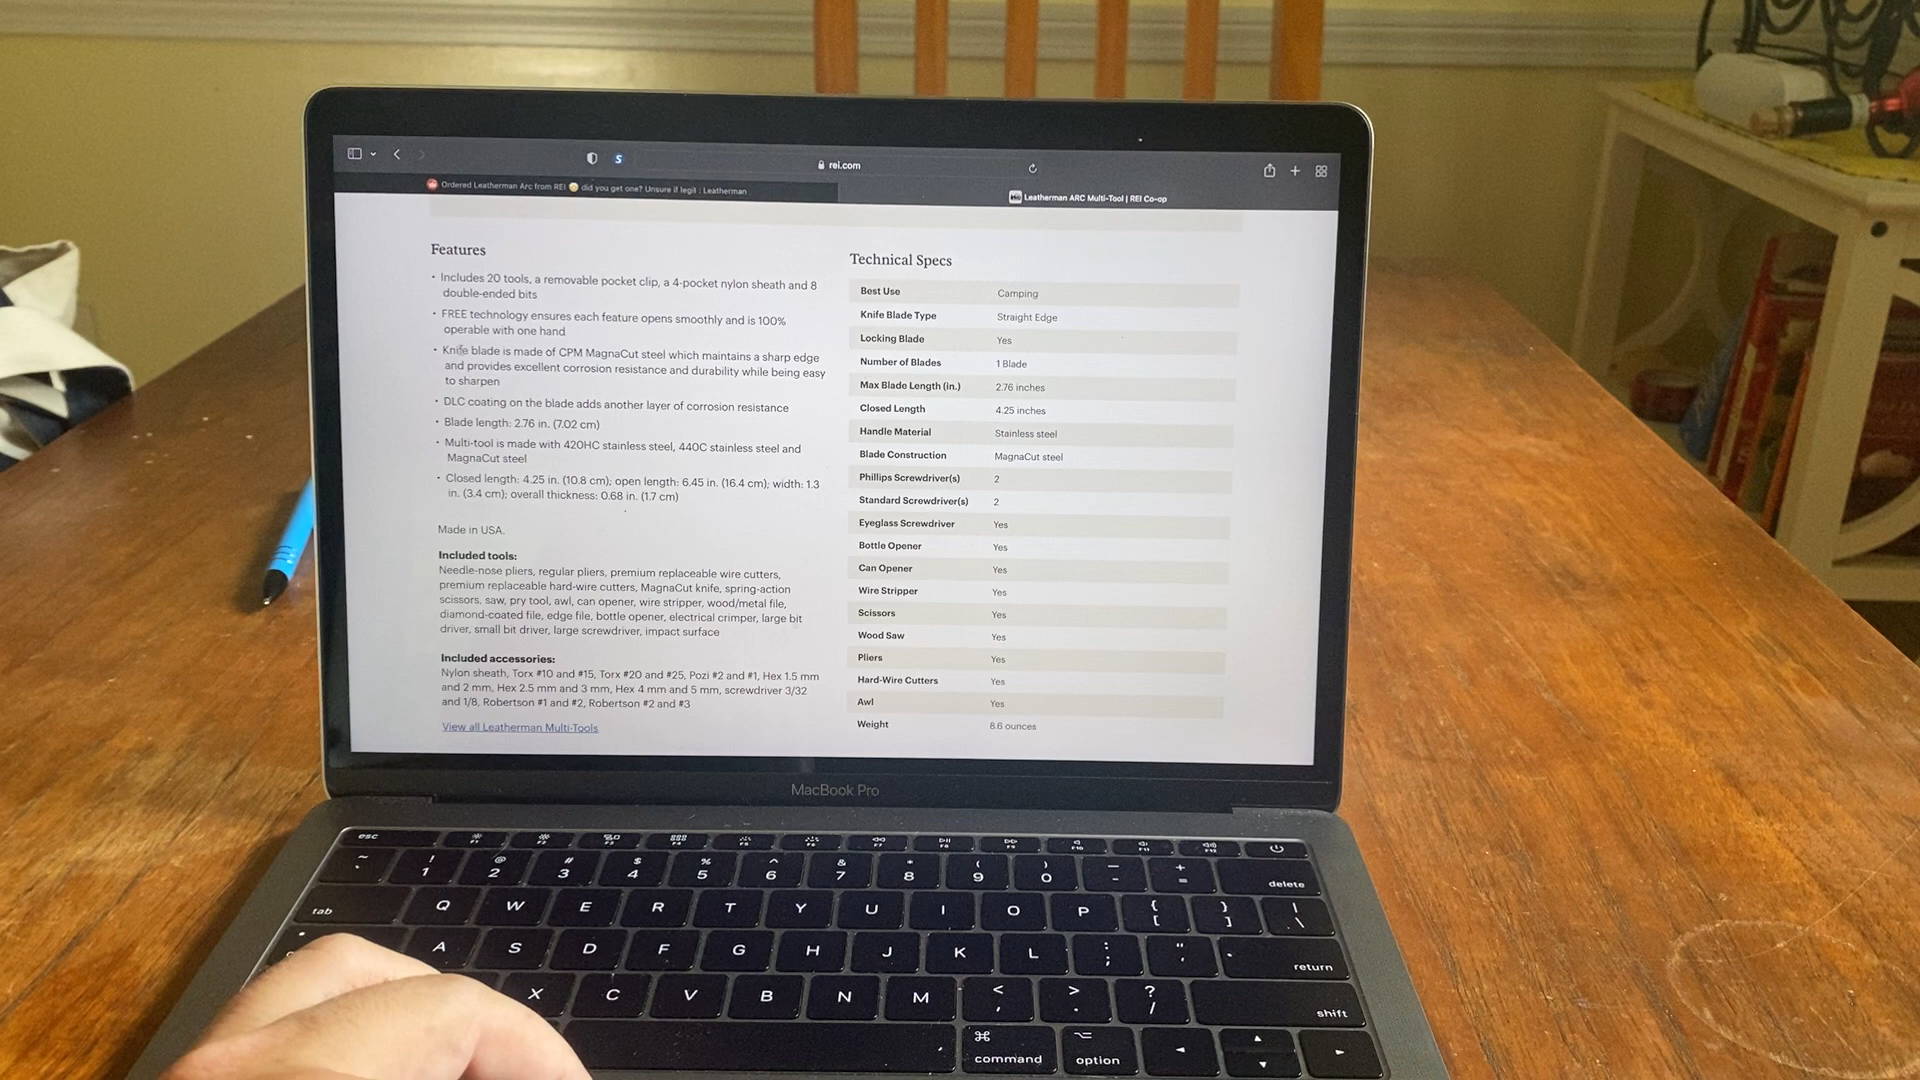 rei.com
Ordered Leatherman Arc from REI 🤔 did you get one? Unsure if legit : Leatherman
Leatherman ARC Multi-Tool | REI Co-op
Features
• Includes 20 tools, a removable pocket clip, a 4-pocket nylon sheath and 8
double-ended bits
• FREE technology ensures each feature opens smoothly and is 100%
operable with one hand
• Knife blade is made of CPM MagnaCut steel which maintains a sharp edge
and provides excellent corrosion resistance and durability while being easy
to sharpen
• DLC coating on the blade adds another layer of corrosion resistance
• Blade length: 2.76 in. (7.02 cm)
• Multi-tool is made with 420HC stainless steel, 440C stainless steel and
MagnaCut steel
• Closed length: 4.25 in. (10.8 cm); open length: 6.45 in. (16.4 cm); width: 1.3
in. (3.4 cm); overall thickness: 0.68 in. (1.7 cm)
Made in USA.
Included tools:
Needle-nose pliers, regular pliers, premium replaceable wire cutters,
premium replaceable hard-wire cutters, MagnaCut knife, spring-action
scissors, saw, pry tool, awl, can opener, wire stripper, wood/metal file,
diamond-coated file, edge file, bottle opener, electrical crimper, large bit
driver, small bit driver, large screwdriver, impact surface
Included accessories:
Nylon sheath, Torx #10 and #15, Torx #20 and #25, Pozi #2 and #1, Hex 1.5 mm
and 2 mm, Hex 2.5 mm and 3 mm, Hex 4 mm and 5 mm, screwdriver 3/32
and 1/8, Robertson #1 and #2, Robertson #2 and #3
View all Leatherman Multi-Tools
Technical Specs
Best Use Camping
Knife Blade Type Straight Edge
Locking Blade Yes
Number of Blades 1 Blade
Max Blade Length (in.) 2.76 inches
Closed Length 4.25 inches
Handle Material Stainless steel
Blade Construction MagnaCut steel
Phillips Screwdriver(s) 2
Standard Screwdriver(s) 2
Eyeglass Screwdriver Yes
Bottle Opener Yes
Can Opener Yes
Wire Stripper Yes
Scissors Yes
Wood Saw Yes
Pliers Yes
Hard-Wire Cutters Yes
Awl Yes
Weight 8.6 ounces
MacBook Pro
esc F1 F2 F3 F4 F5 F6 F7 F8 F9 F10 F11 F12
~ ! @ # $ % ^ & * ( ) — +
1 2 3 4 5 6 7 8 9 0 - = delete
tab Q W E R T Y U I O P { [ } ] | \
A S D F G H J K L : ; " ' return
X C V B N M < , > . ? / shift
⌘ command ⌥ option